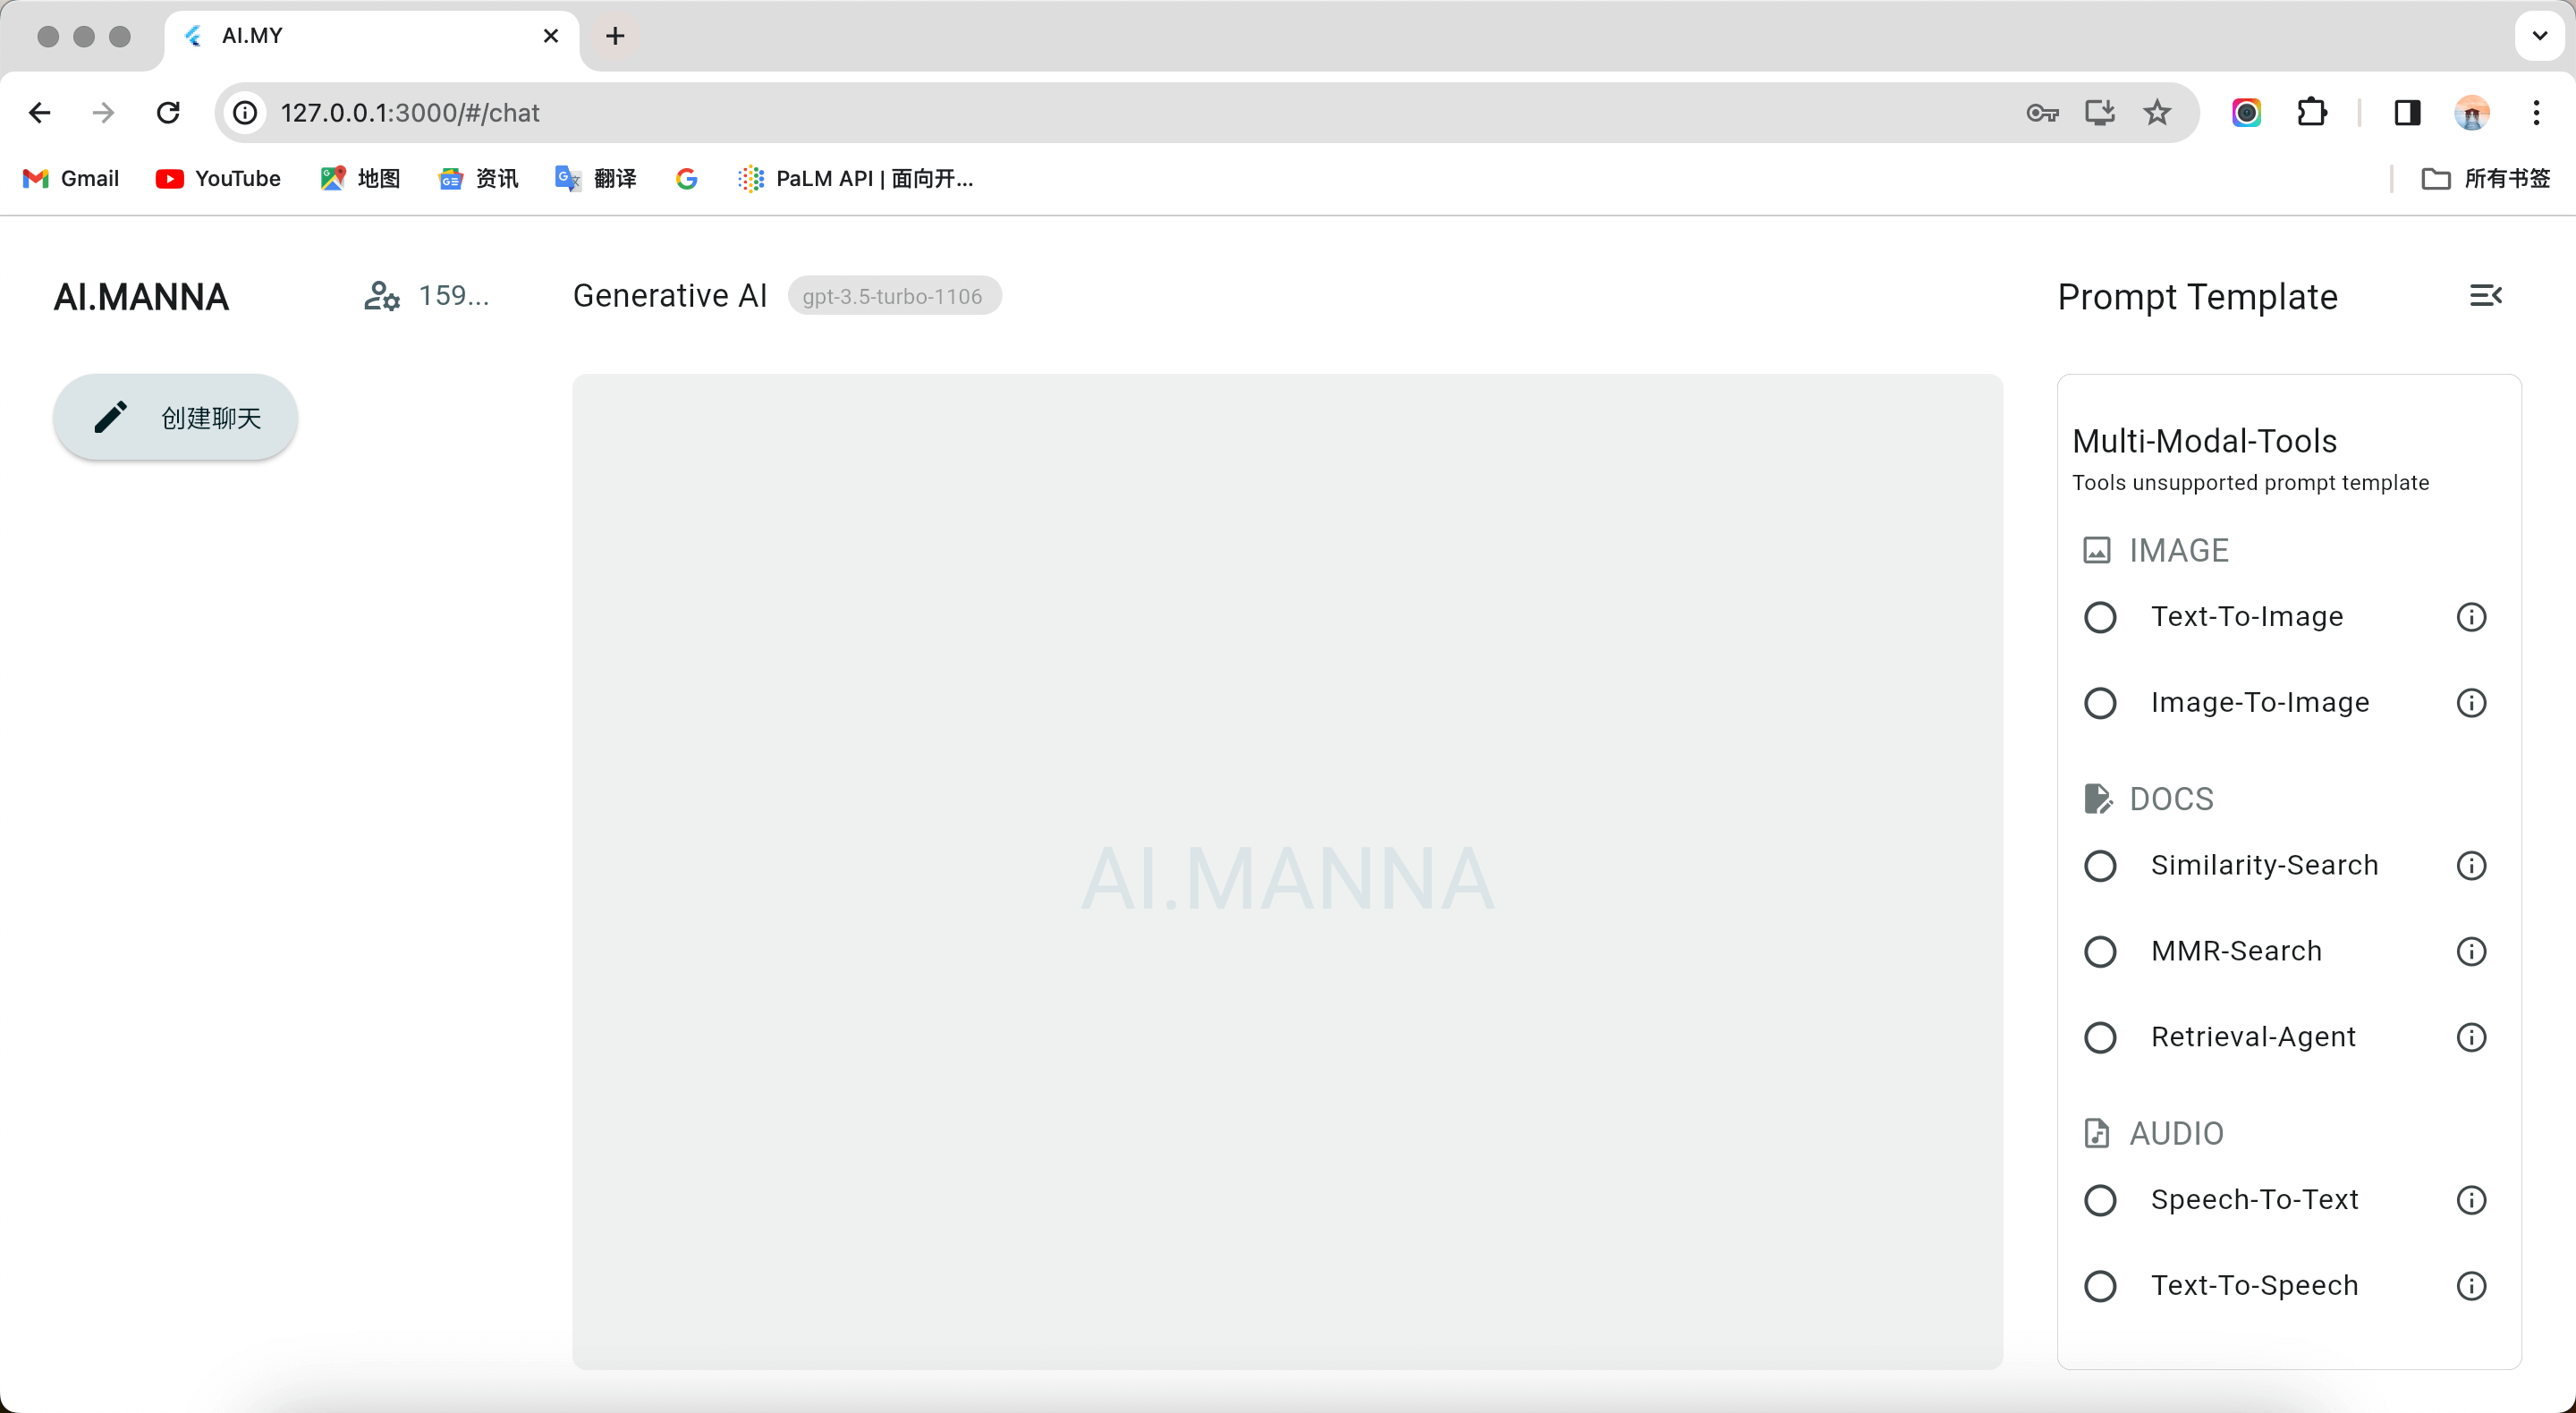 AI.MY
127.0.0.1:3000/#/chat
Gmail
YouTube
地图
资讯
翻译
PaLM API | 面向开...
所有书签
AI.MANNA
159...
创建聊天
Generative AI
gpt-3.5-turbo-1106
AI.MANNA
Prompt Template
Multi-Modal-Tools
Tools unsupported prompt template
IMAGE
Text-To-Image
Image-To-Image
DOCS
Similarity-Search
MMR-Search
Retrieval-Agent
AUDIO
Speech-To-Text
Text-To-Speech